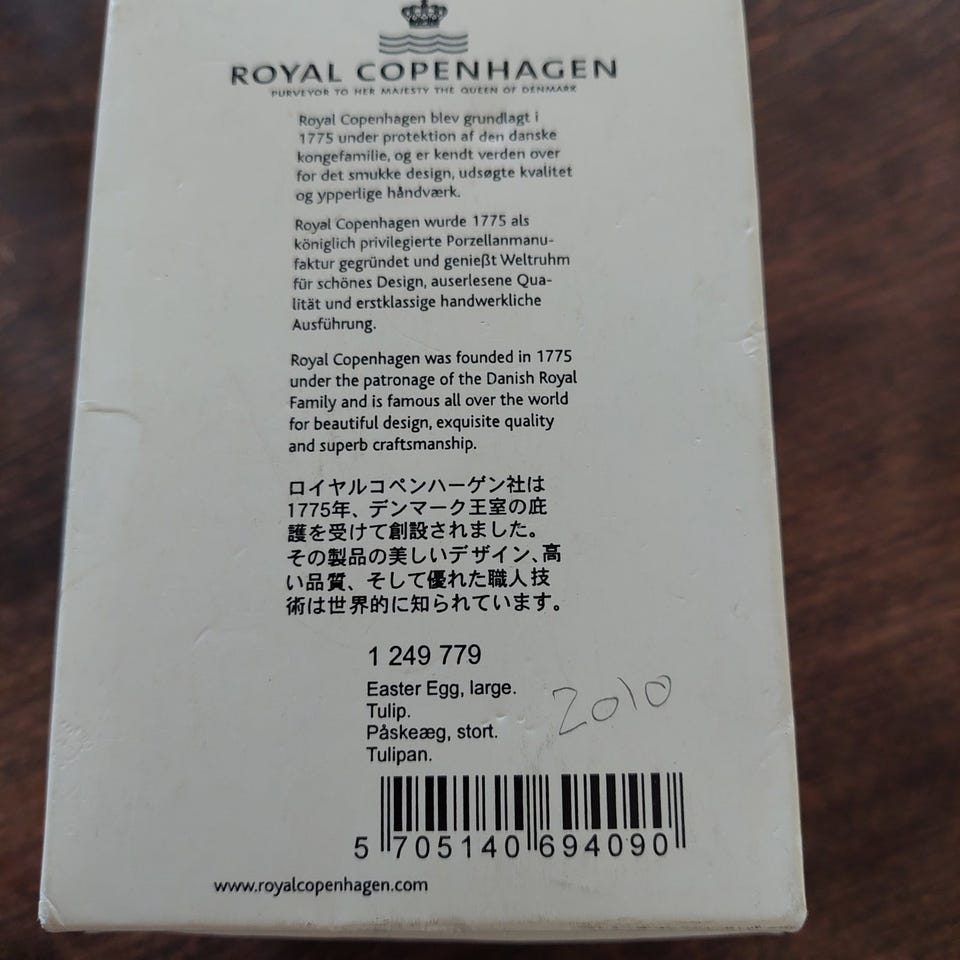 ROYAL COPENHAGEN
PURVEYOR TO HER MAJESTY THE QUEEN OF DENMARK
Royal Copenhagen blev grundlagt i
1775 under protektion af den danske
kongefamilie, og er kendt verden over
for det smukke design, udsøgte kvalitet
og ypperlige håndværk.
Royal Copenhagen wurde 1775 als
königlich privilegierte Porzellanmanu-
faktur gegründet und genießt Weltruhm
für schönes Design, auserlesene Qua-
lität und erstklassige handwerkliche
Ausführung.
Royal Copenhagen was founded in 1775
under the patronage of the Danish Royal
Family and is famous all over the world
for beautiful design, exquisite quality
and superb craftsmanship.
ロイヤルコペンハーゲン社は
1775年、デンマーク王室の庇
護を受けて創設されました。
その製品の美しいデザイン、高
い品質、そして優れた職人技
術は世界的に知られています。
1 249 779
Easter Egg, large.
Tulip.
Påskeæg, stort.
Tulipan.
2010
5 705140 694090
www.royalcopenhagen.com